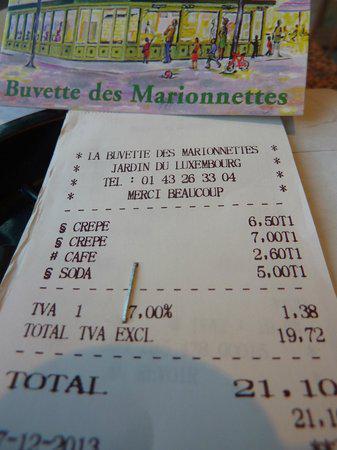 Buvette des Marionnettes
* LA BUVETTE DES MARIONNETTES *
* JARDIN DU LUXEMBOURG *
* TEL : 01 43 26 33 04 *
* MERCI BEAUCOUP *
§ CREPE 6,50T1
§ CREPE 7,00T1
# CAFE 2,60T1
§ SODA 5,00T1
TVA 1 7,00% 1,38
TOTAL TVA EXCL 19,72
TOTAL 21,10
21,1
7-12-2013